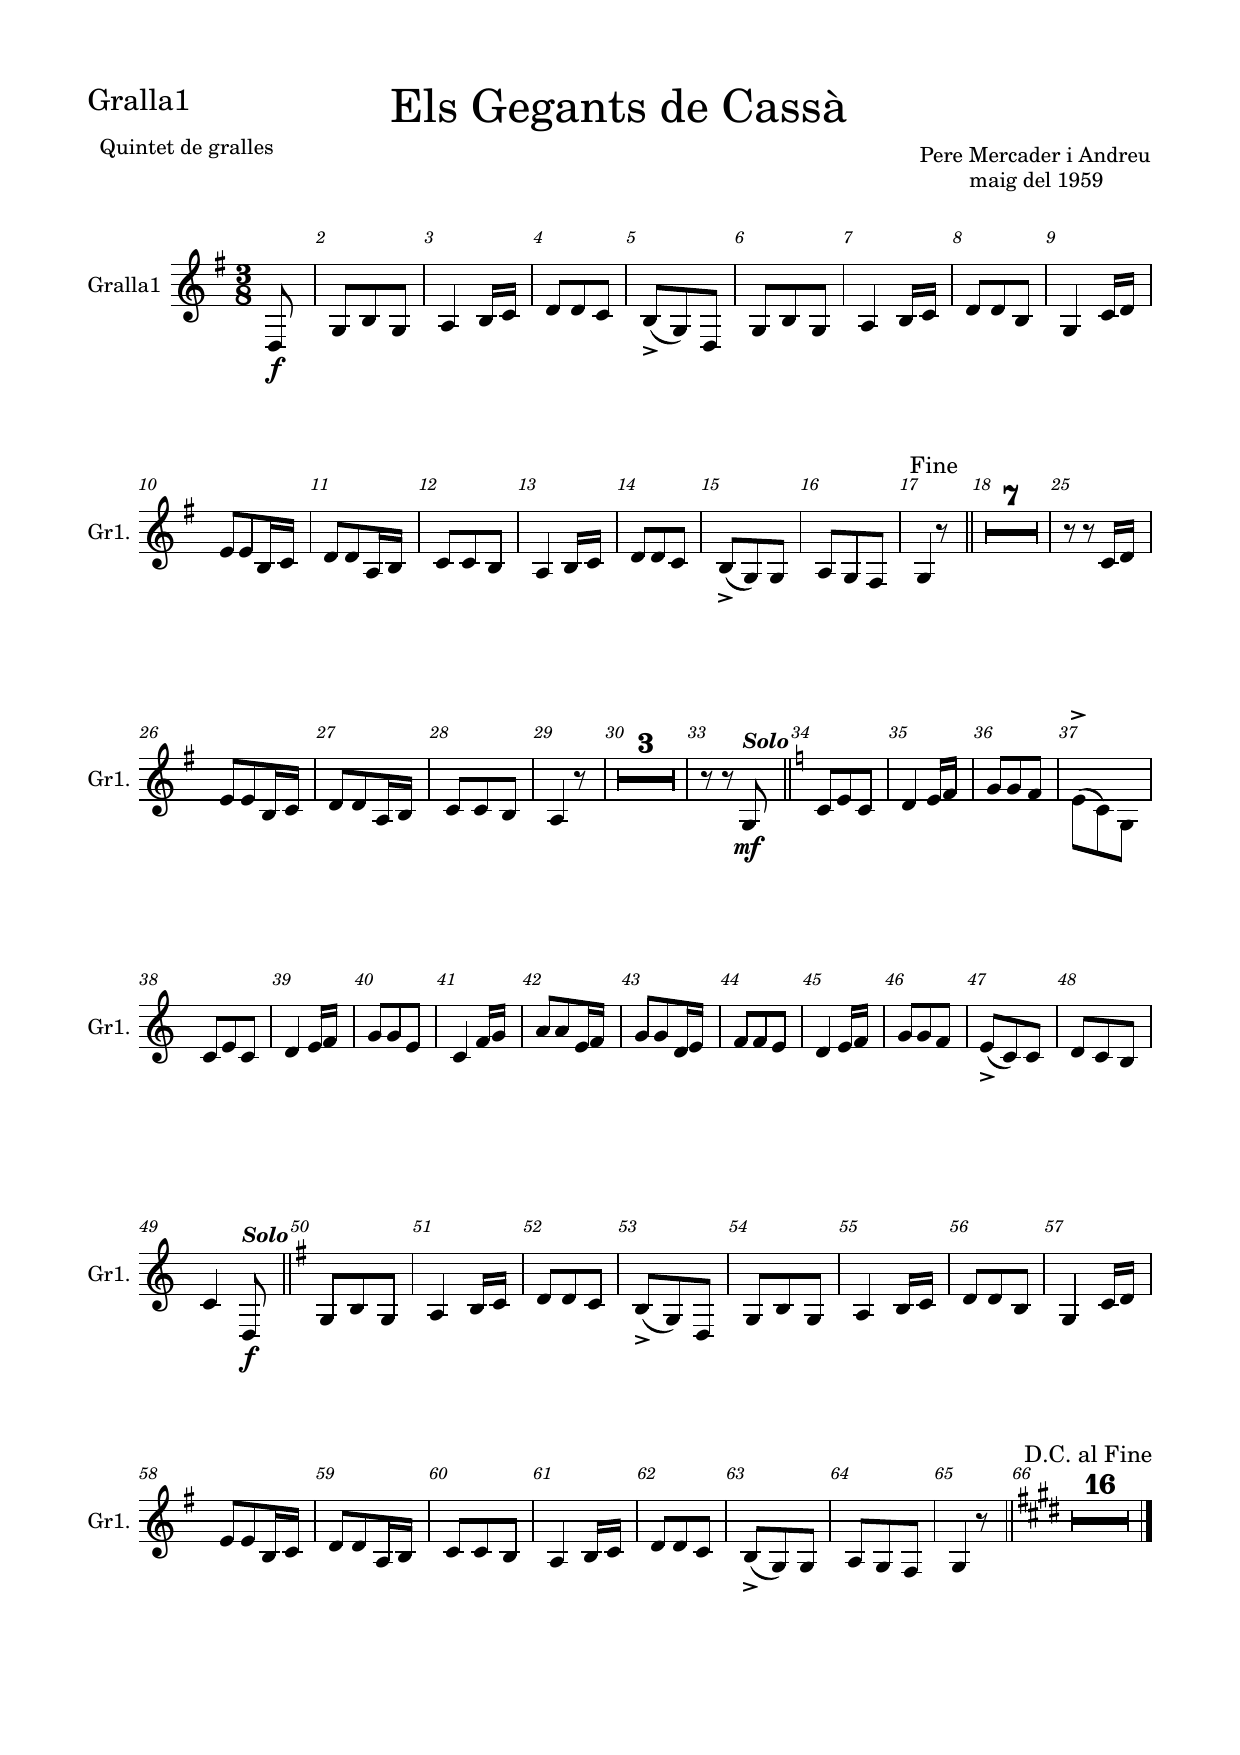 Gralla1
Els Gegants de Cassà
Quintet de gralles
Pere Mercader i Andreu
maig del 1959
2 3 4 5 6 7 8 9
Gralla1 3 8
f
Fine
10 11 12 13 14 15 16 17 18 7 25
Gr1.
26 27 28 29 30 3 33 Solo 34 35 36 37
Gr1.
mf
38 39 40 41 42 43 44 45 46 47 48
Gr1.
49 Solo 50 51 52 53 54 55 56 57
Gr1.
f
D.C. al Fine
58 59 60 61 62 63 64 65 66 16
Gr1.